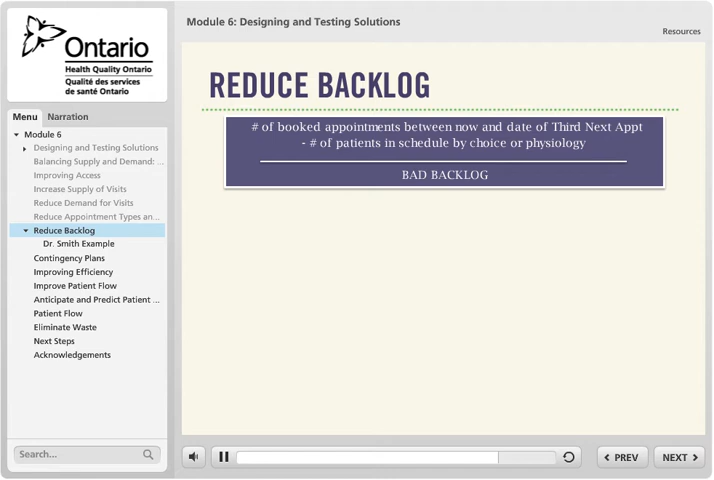 Ontario
Health Quality Ontario
Qualité des services
de santé Ontario
Module 6: Designing and Testing Solutions
Resources
Menu
Narration
Module 6
Designing and Testing Solutions
Balancing Supply and Demand: ...
Improving Access
Increase Supply of Visits
Reduce Demand for Visits
Reduce Appointment Types an...
Reduce Backlog
Dr. Smith Example
Contingency Plans
Improving Efficiency
Improve Patient Flow
Anticipate and Predict Patient ...
Patient Flow
Eliminate Waste
Next Steps
Acknowledgements
Search...
REDUCE BACKLOG
# of booked appointments between now and date of Third Next Appt
- # of patients in schedule by choice or physiology
BAD BACKLOG
PREV
NEXT